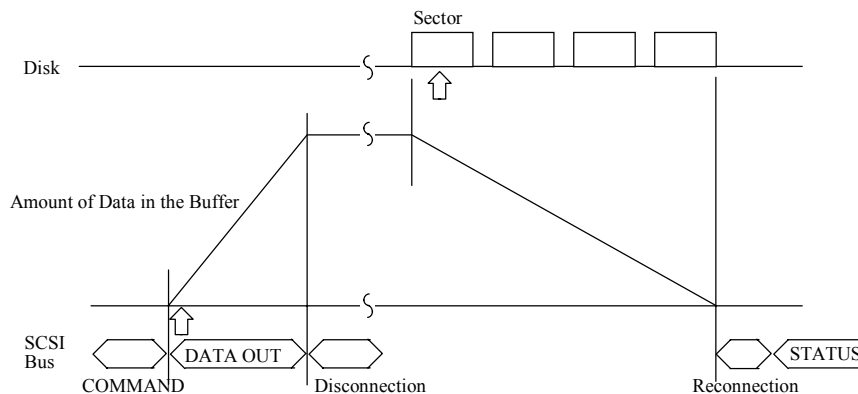 Sector
Disk
Amount of Data in the Buffer
SCSI
Bus
DATA OUT
STATUS
COMMAND
Disconnection
Reconnection